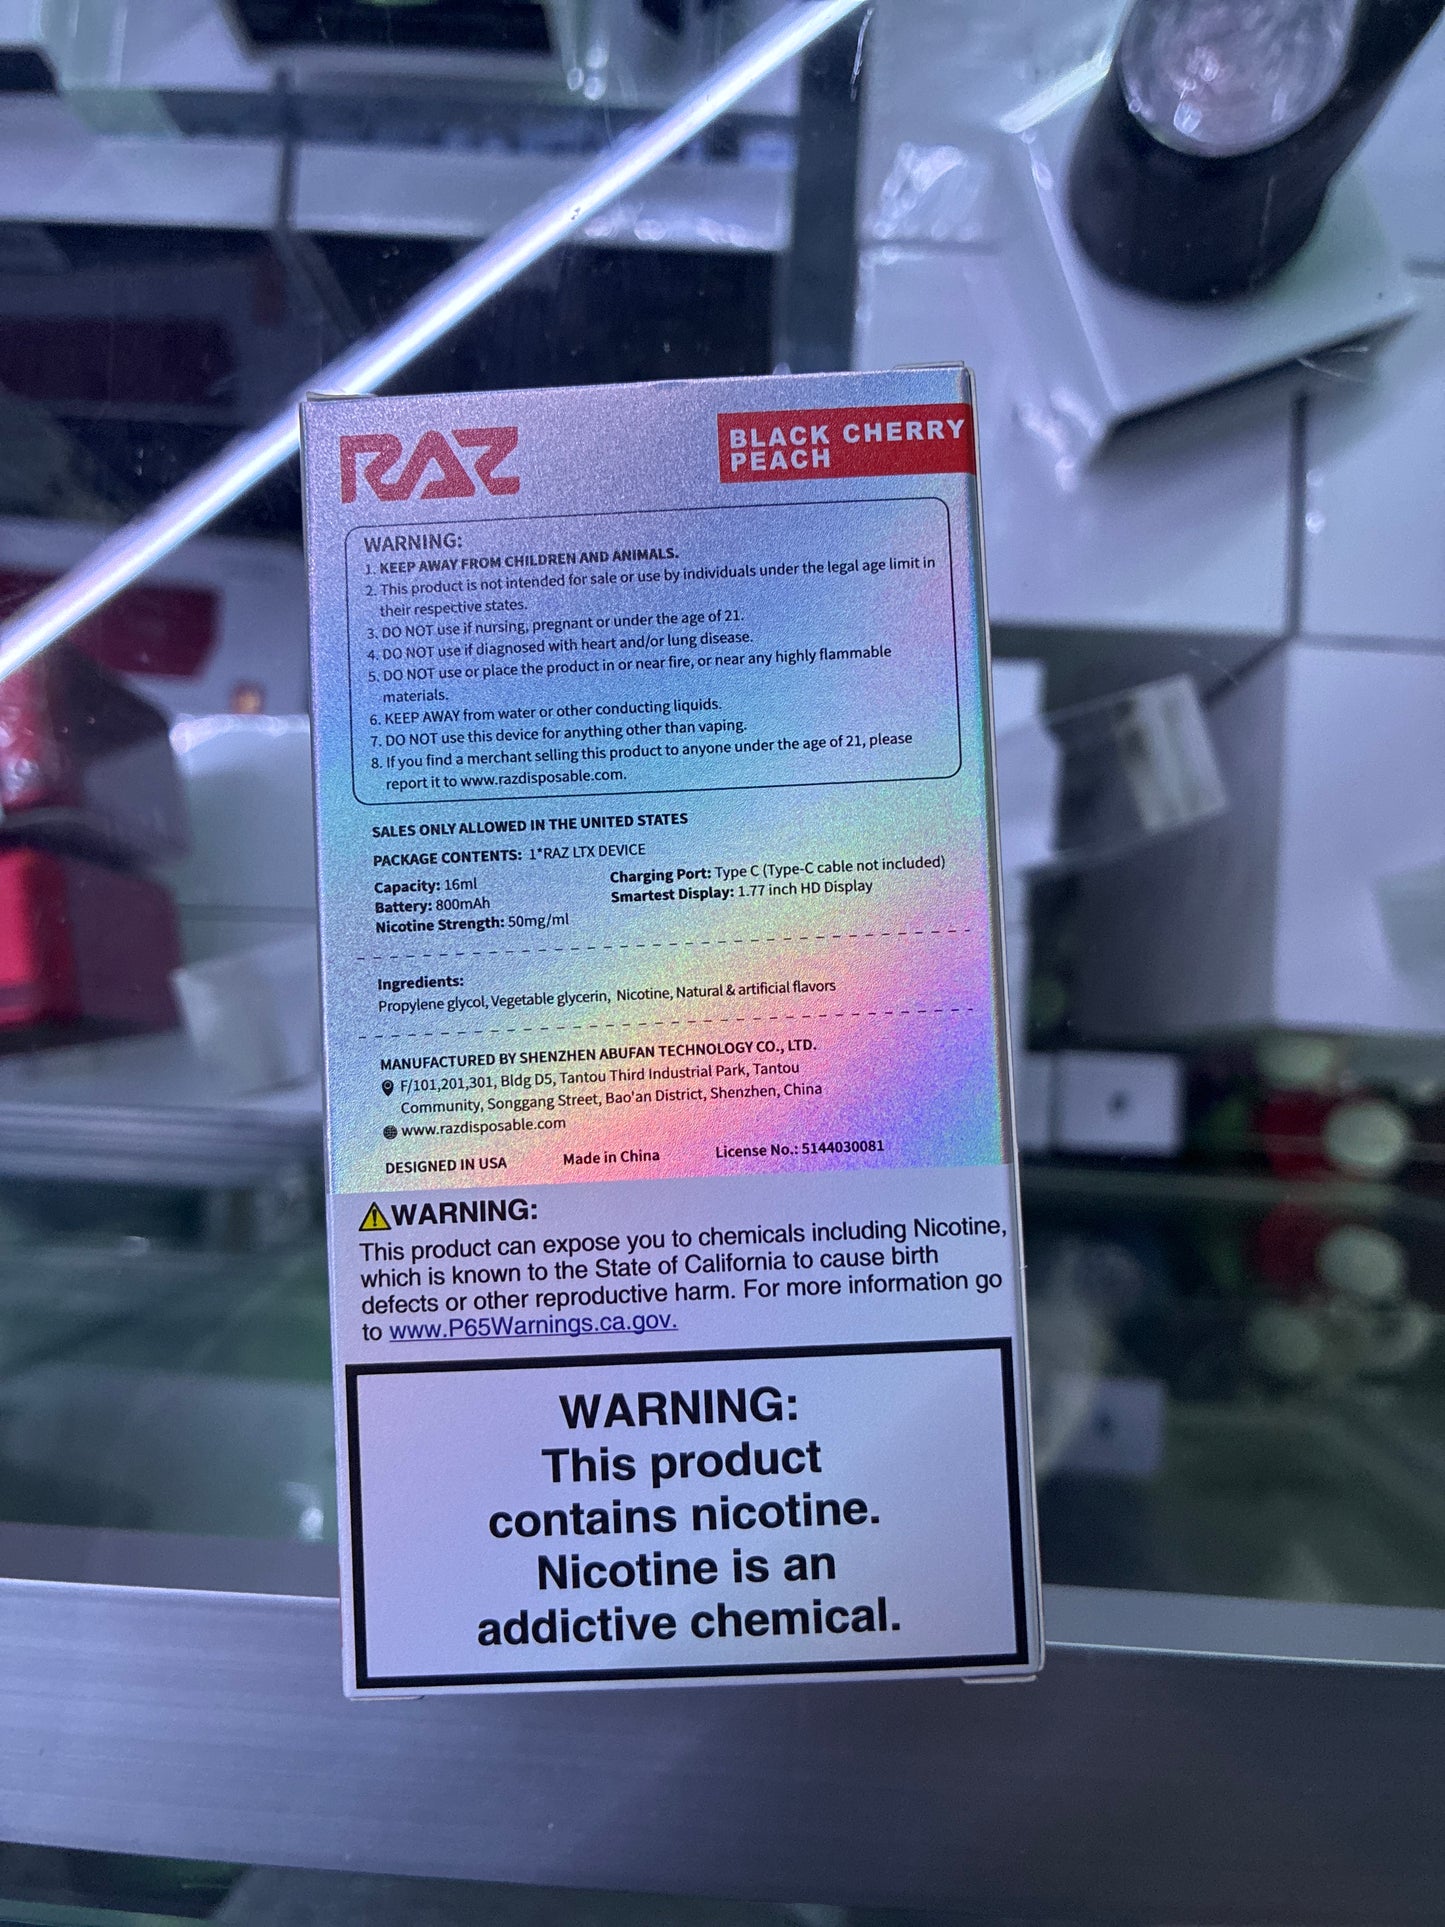 RAZ
BLACK CHERRY
PEACH
WARNING:
1. KEEP AWAY FROM CHILDREN AND ANIMALS.
2. This product is not intended for sale or use by individuals under the legal age limit in
their respective states.
3. DO NOT use if nursing, pregnant or under the age of 21.
4. DO NOT use if diagnosed with heart and/or lung disease.
5. DO NOT use or place the product in or near fire, or near any highly flammable
materials.
6. KEEP AWAY from water or other conducting liquids.
7. DO NOT use this device for anything other than vaping.
8. If you find a merchant selling this product to anyone under the age of 21, please
report it to www.razdisposable.com.
SALES ONLY ALLOWED IN THE UNITED STATES
PACKAGE CONTENTS: 1*RAZ LTX DEVICE
Capacity: 16ml
Battery: 800mAh
Nicotine Strength: 50mg/ml
Charging Port: Type C (Type-C cable not included)
Smartest Display: 1.77 inch HD Display
Ingredients:
Propylene glycol, Vegetable glycerin, Nicotine, Natural & artificial flavors
MANUFACTURED BY SHENZHEN ABUFAN TECHNOLOGY CO., LTD.
F/101,201,301, Bldg D5, Tantou Third Industrial Park, Tantou
Community, Songgang Street, Bao'an District, Shenzhen, China
www.razdisposable.com
DESIGNED IN USA Made in China License No.: 5144030081
WARNING:
This product can expose you to chemicals including Nicotine,
which is known to the State of California to cause birth
defects or other reproductive harm. For more information go
to www.P65Warnings.ca.gov.
WARNING:
This product
contains nicotine.
Nicotine is an
addictive chemical.